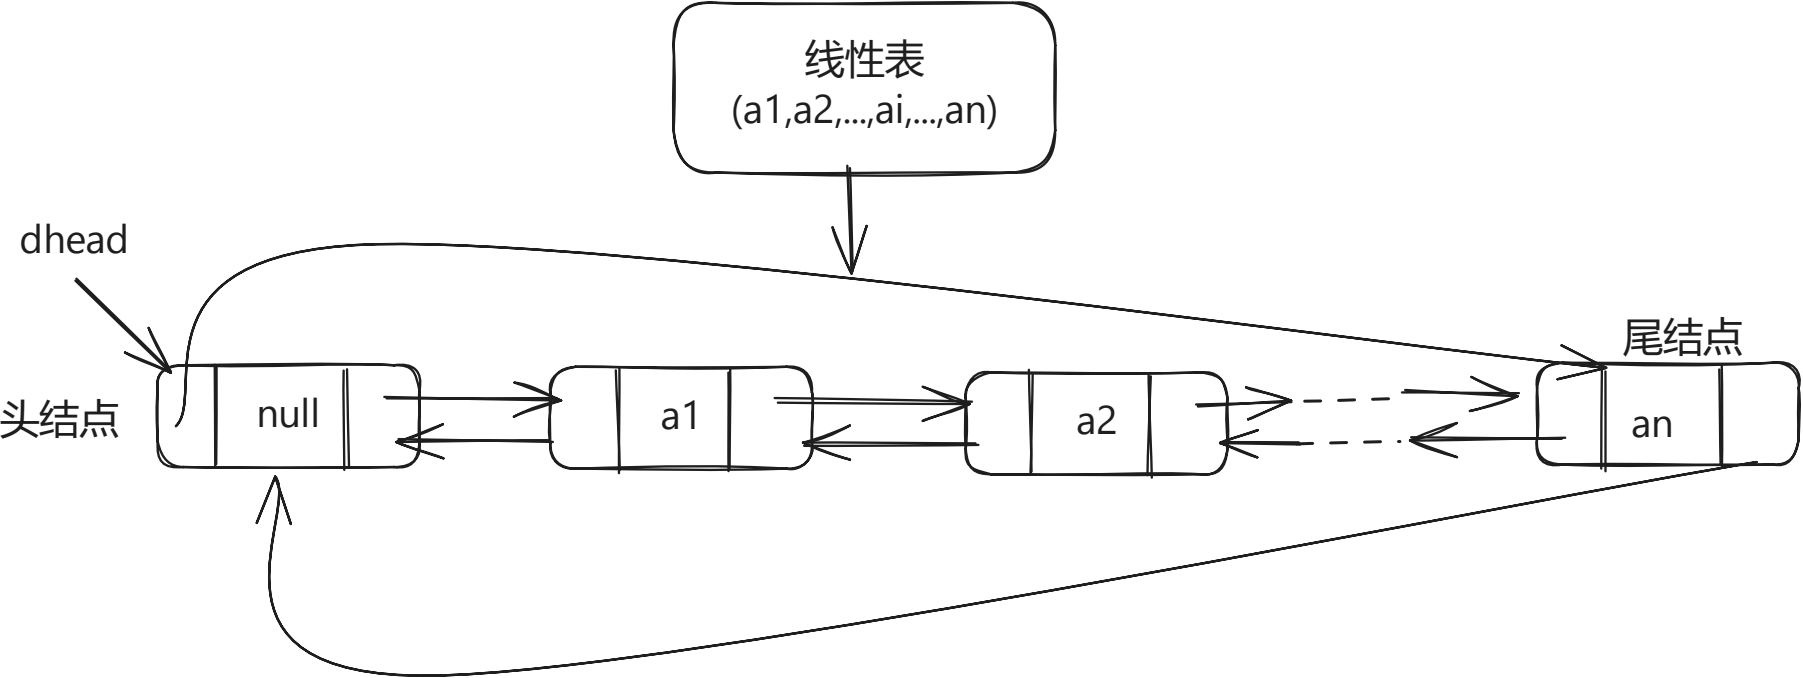 线性表
(a1,a2,...,ai,...,an)
dhead
尾结点
头结点
null
a1
a2
an